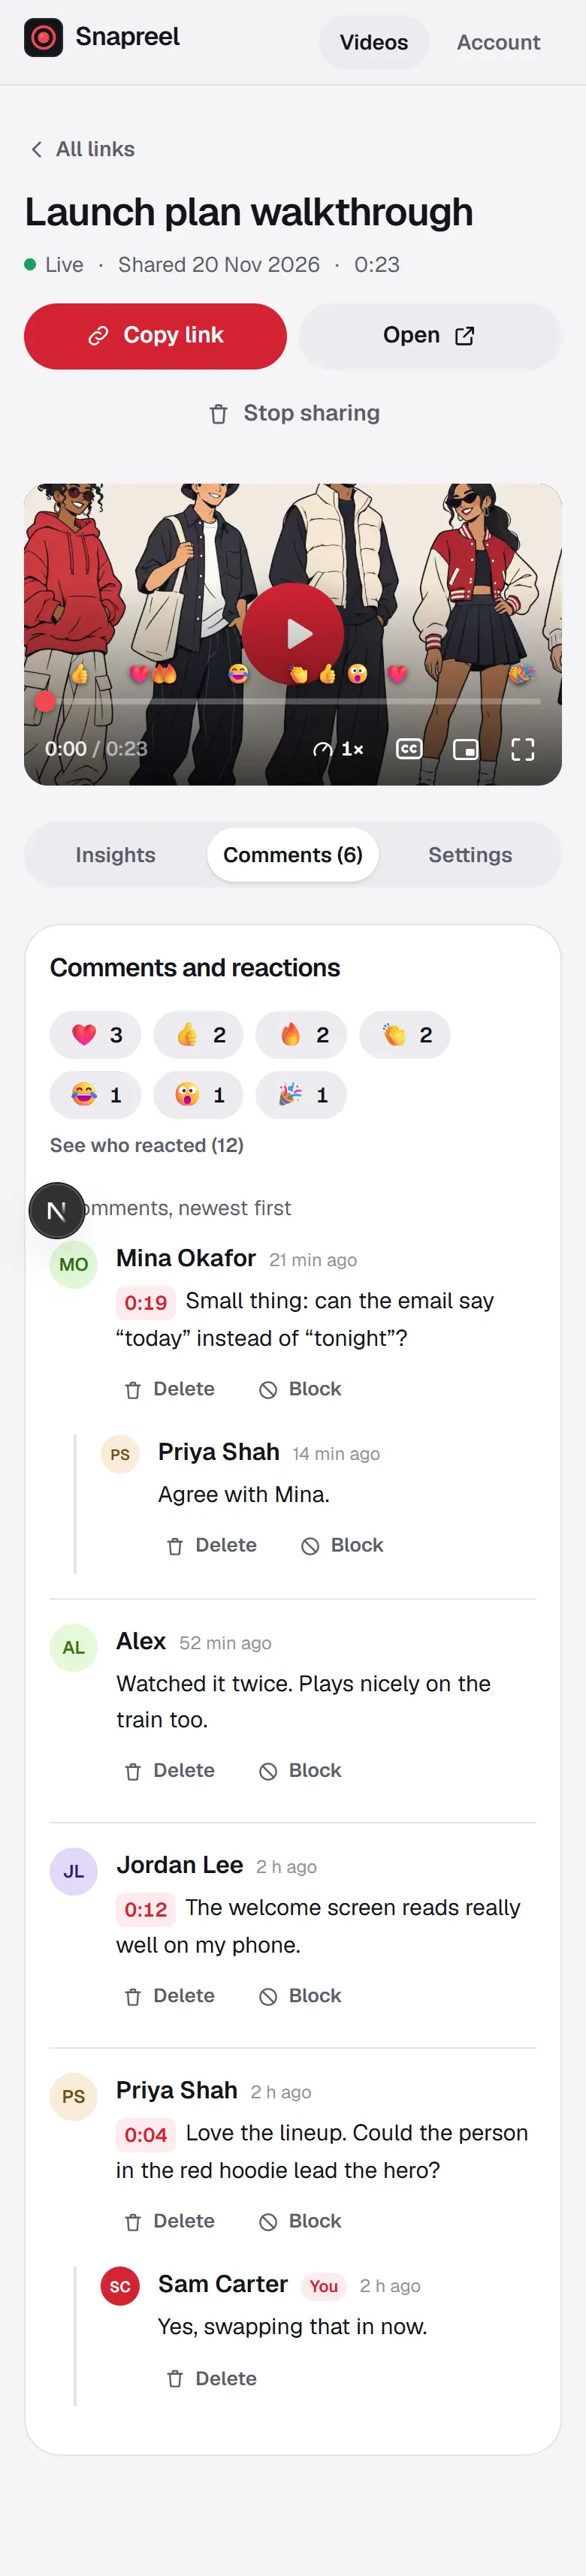 Snapreel
Videos
Account
All links
Launch plan walkthrough
Live · Shared 20 Nov 2026 · 0:23
Copy link
Open
Stop sharing
0:00 / 0:23
1×
CC
Insights
Comments (6)
Settings
Comments and reactions
❤️ 3
👍 2
🔥 2
👏 2
😂 1
😮 1
🎉 1
See who reacted (12)
N
omments, newest first
MO
Mina Okafor 21 min ago
0:19 Small thing: can the email say
“today” instead of “tonight”?
Delete
Block
PS
Priya Shah 14 min ago
Agree with Mina.
Delete
Block
AL
Alex 52 min ago
Watched it twice. Plays nicely on the
train too.
Delete
Block
JL
Jordan Lee 2 h ago
0:12 The welcome screen reads really
well on my phone.
Delete
Block
PS
Priya Shah 2 h ago
0:04 Love the lineup. Could the person
in the red hoodie lead the hero?
Delete
Block
SC
Sam Carter You 2 h ago
Yes, swapping that in now.
Delete